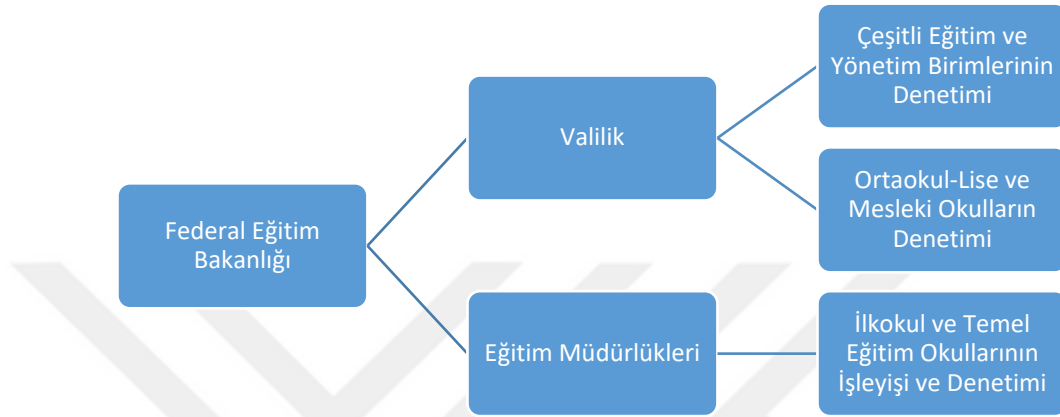 Federal Eğitim
Bakanlığı
Valilik
Çeşitli Eğitim ve
Yönetim Birimlerinin
Denetimi
Ortaokul-Lise ve
Mesleki Okulların
Denetimi
Eğitim Müdürlükleri
İlkokul ve Temel
Eğitim Okullarının
İşleyişi ve Denetimi